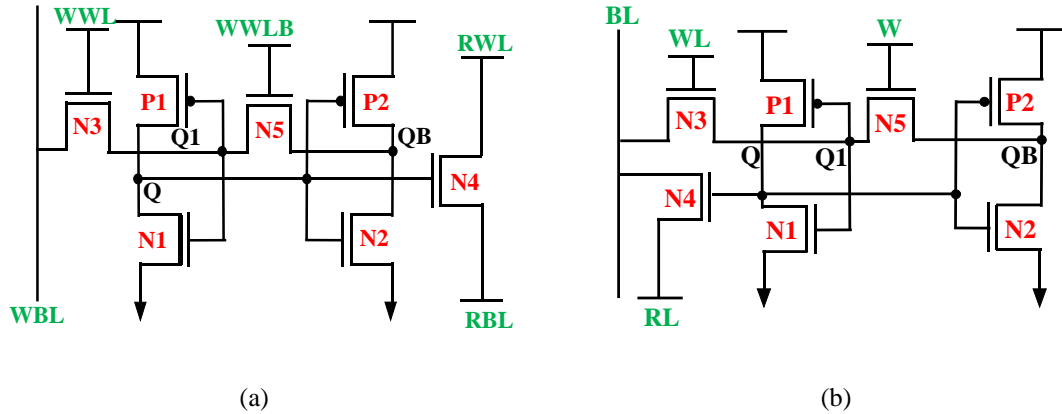 WWL
WWLB
RWL
P1
P2
N3
Q1
N5
QB
Q
N4
N1
N2
WBL
RBL
(a)
BL
WL
W
P1
P2
N3
N5
Q
Q1
QB
N4
N1
N2
RL
(b)